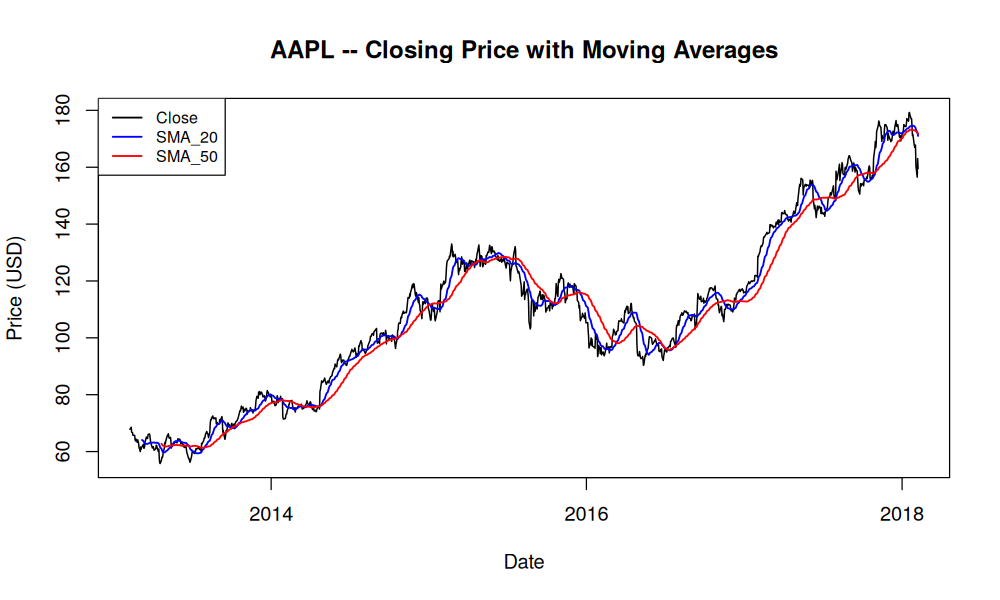 AAPL -- Closing Price with Moving Averages
Close
SMA_20
SMA_50
180
160
140
120
100
80
60
Price (USD)
2014
2016
2018
Date